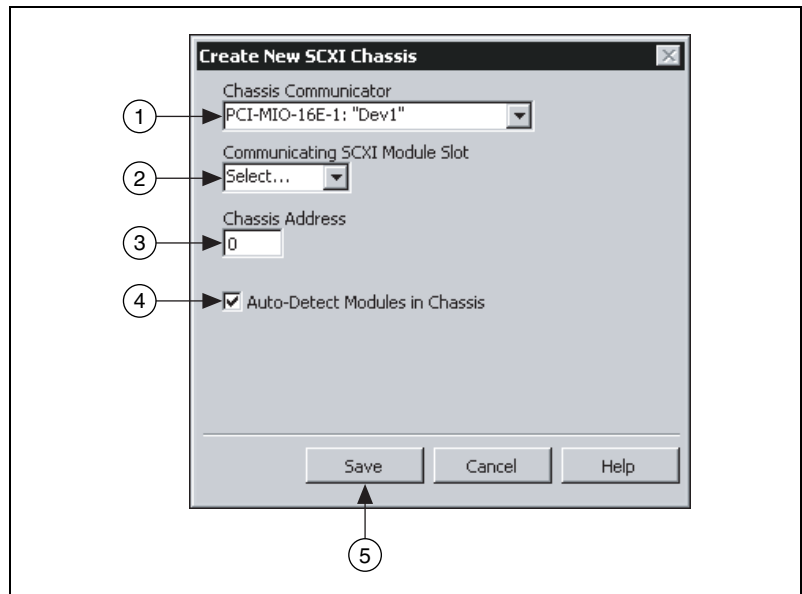 Create New SCXI Chassis
Chassis Communicator
1
PCI-MIO-16E-1: "Dev1"
Communicating SCXI Module Slot
2
Select...
Chassis Address
3
0
4
Auto-Detect Modules in Chassis
Save
Cancel
Help
5